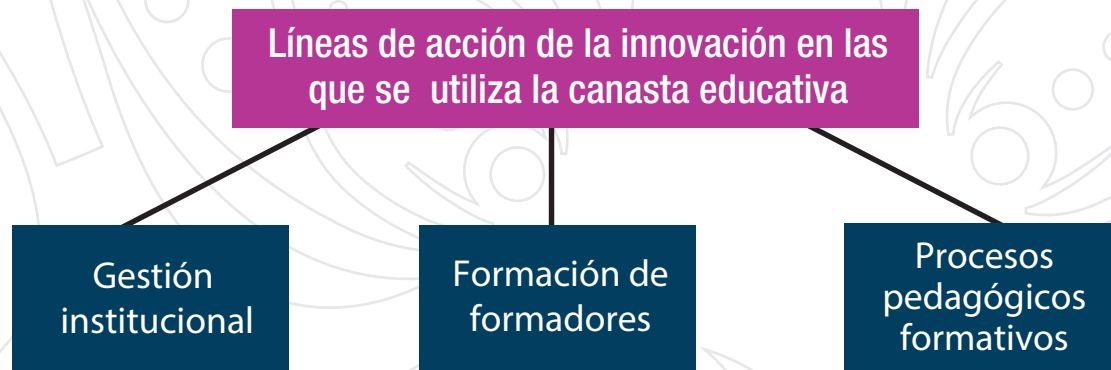 Líneas de acción de la innovación en las
que se utiliza la canasta educativa
Gestión
institucional
Formación de
formadores
Procesos
pedagógicos
formativos